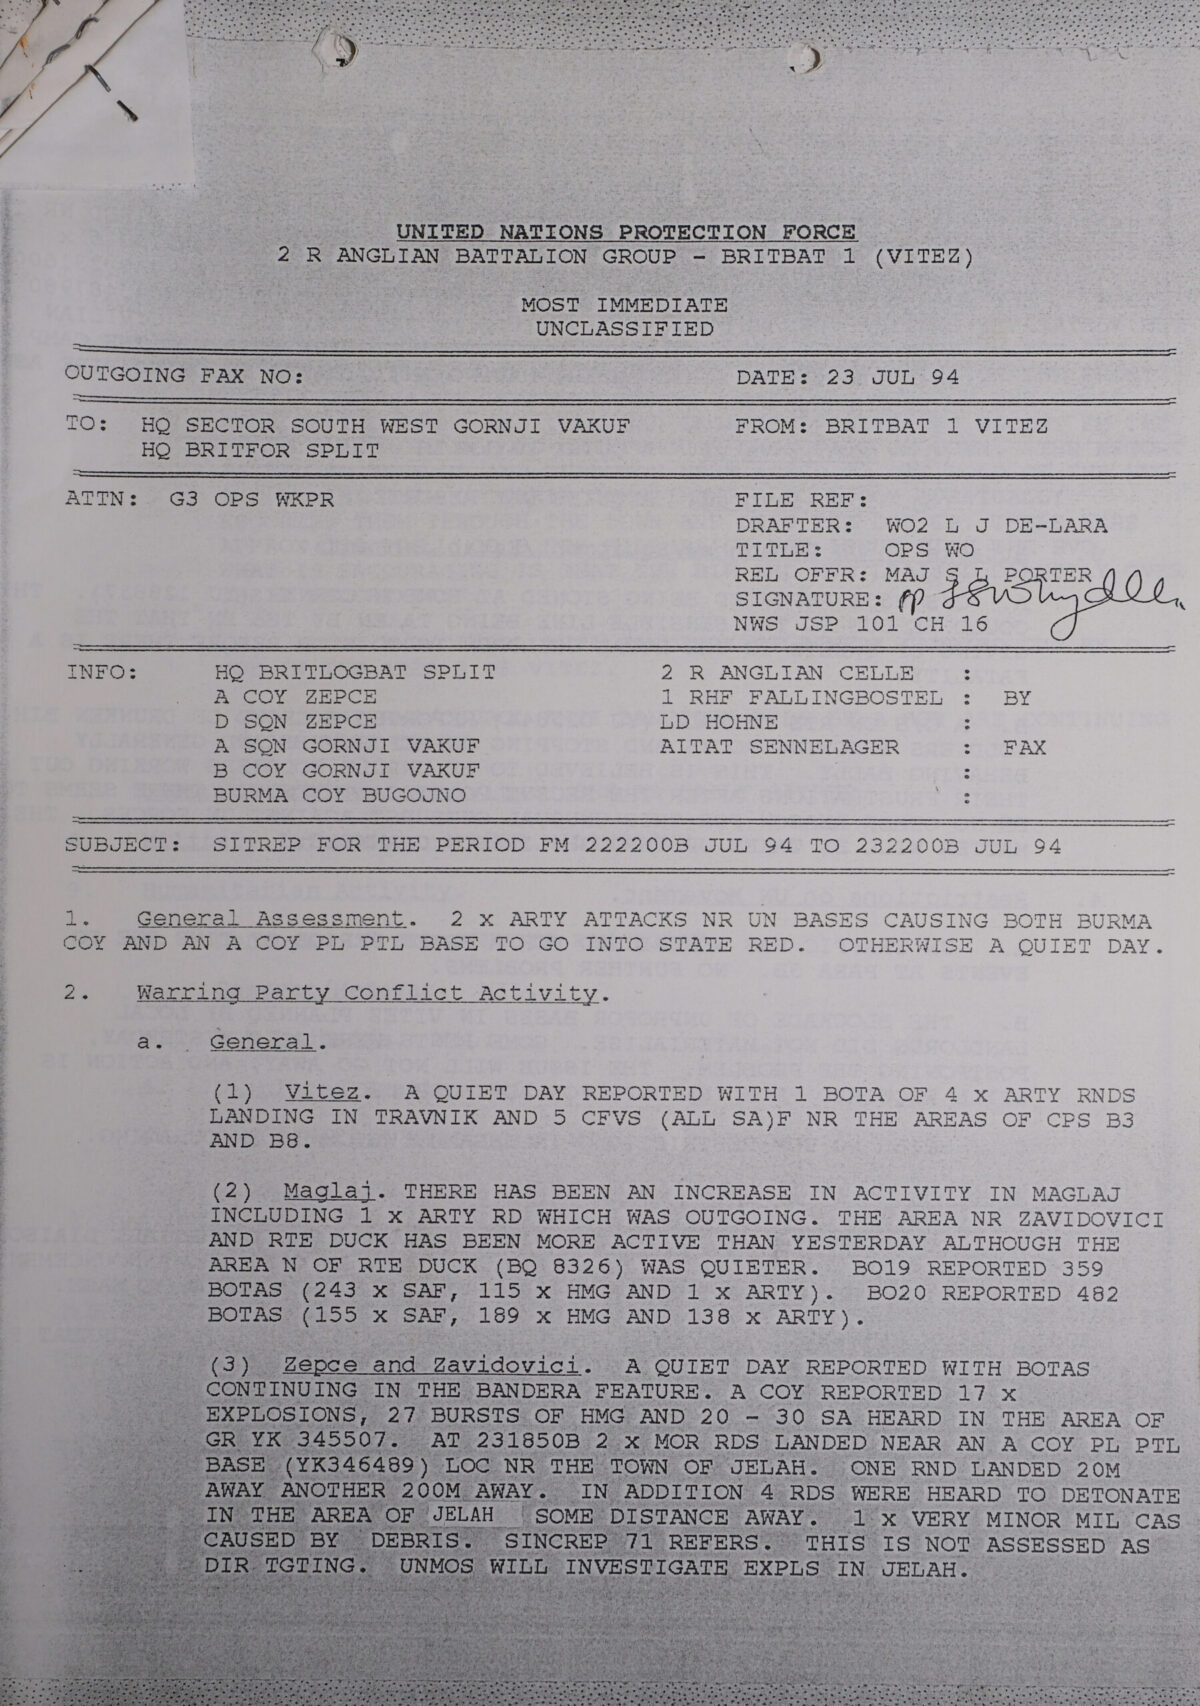 UNITED NATIONS PROTECTION FORCE
2 R ANGLIAN BATTALION GROUP - BRITBAT 1 (VITEZ)
MOST IMMEDIATE
UNCLASSIFIED
OUTGOING FAX NO: DATE: 23 JUL 94
TO: HQ SECTOR SOUTH WEST GORNJI VAKUF FROM: BRITBAT 1 VITEZ
HQ BRITFOR SPLIT
ATTN: G3 OPS WKPR FILE REF:
DRAFTER: WO2 L J DE-LARA
TITLE: OPS WO
REL OFFR: MAJ S L PORTER
SIGNATURE: pp
NWS JSP 101 CH 16
INFO: HQ BRITLOGBAT SPLIT 2 R ANGLIAN CELLE :
A COY ZEPCE 1 RHF FALLINGBOSTEL : BY
D SQN ZEPCE LD HOHNE :
A SQN GORNJI VAKUF AITAT SENNELAGER : FAX
B COY GORNJI VAKUF :
BURMA COY BUGOJNO :
SUBJECT: SITREP FOR THE PERIOD FM 222200B JUL 94 TO 232200B JUL 94
1. General Assessment. 2 x ARTY ATTACKS NR UN BASES CAUSING BOTH BURMA
COY AND AN A COY PL PTL BASE TO GO INTO STATE RED. OTHERWISE A QUIET DAY.
2. Warring Party Conflict Activity.
a. General.
(1) Vitez. A QUIET DAY REPORTED WITH 1 BOTA OF 4 x ARTY RNDS
LANDING IN TRAVNIK AND 5 CFVS (ALL SA)F NR THE AREAS OF CPS B3
AND B8.
(2) Maglaj. THERE HAS BEEN AN INCREASE IN ACTIVITY IN MAGLAJ
INCLUDING 1 x ARTY RD WHICH WAS OUTGOING. THE AREA NR ZAVIDOVICI
AND RTE DUCK HAS BEEN MORE ACTIVE THAN YESTERDAY ALTHOUGH THE
AREA N OF RTE DUCK (BQ 8326) WAS QUIETER. BO19 REPORTED 359
BOTAS (243 x SAF, 115 x HMG AND 1 x ARTY). BO20 REPORTED 482
BOTAS (155 x SAF, 189 x HMG AND 138 x ARTY).
(3) Zepce and Zavidovici. A QUIET DAY REPORTED WITH BOTAS
CONTINUING IN THE BANDERA FEATURE. A COY REPORTED 17 x
EXPLOSIONS, 27 BURSTS OF HMG AND 20 - 30 SA HEARD IN THE AREA OF
GR YK 345507. AT 231850B 2 x MOR RDS LANDED NEAR AN A COY PL PTL
BASE (YK346489) LOC NR THE TOWN OF JELAH. ONE RND LANDED 20M
AWAY ANOTHER 200M AWAY. IN ADDITION 4 RDS WERE HEARD TO DETONATE
IN THE AREA OF JELAH SOME DISTANCE AWAY. 1 x VERY MINOR MIL CAS
CAUSED BY DEBRIS. SINCREP 71 REFERS. THIS IS NOT ASSESSED AS
DIR TGTING. UNMOS WILL INVESTIGATE EXPLS IN JELAH.